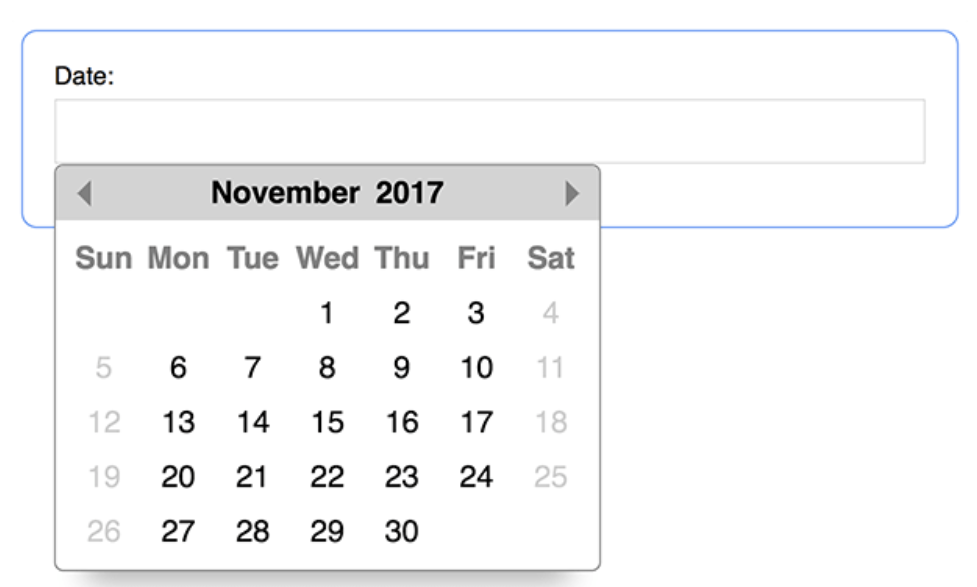 Date:
November 2017
Sun Mon Tue Wed Thu Fri Sat
1 2 3 4
5 6 7 8 9 10 11
12 13 14 15 16 17 18
19 20 21 22 23 24 25
26 27 28 29 30